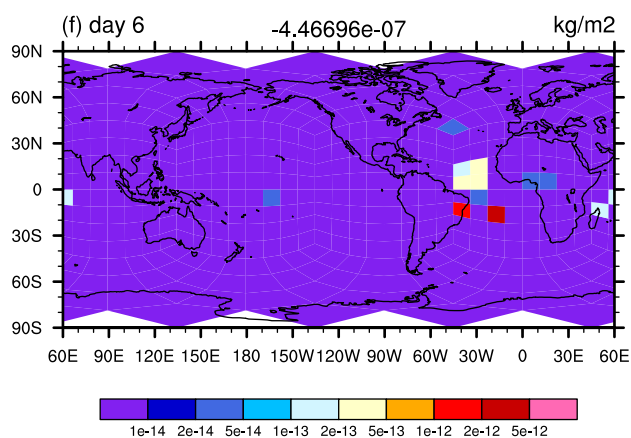 (f) day 6 -4.46696e-07 kg/m2
90N
60N
30N
0
30S
60S
90S
60E 90E 120E 150E 180 150W 120W 90W 60W 30W 0 30E 60E
1e-14 2e-14 5e-14 1e-13 2e-13 5e-13 1e-12 2e-12 5e-12